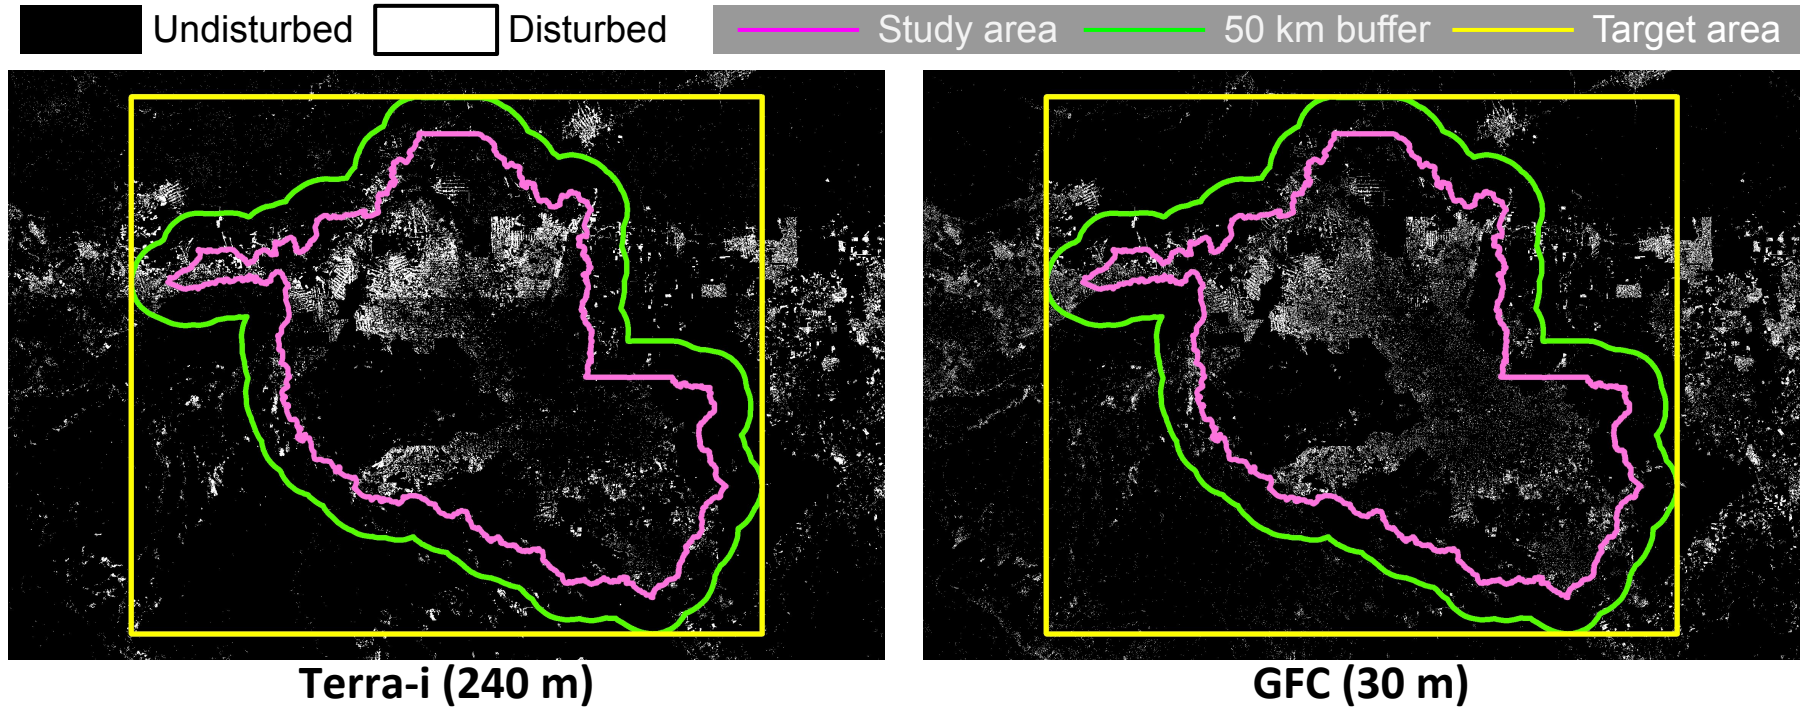 Undisturbed Disturbed Study area 50 km buffer Target area
Terra-i (240 m) GFC (30 m)